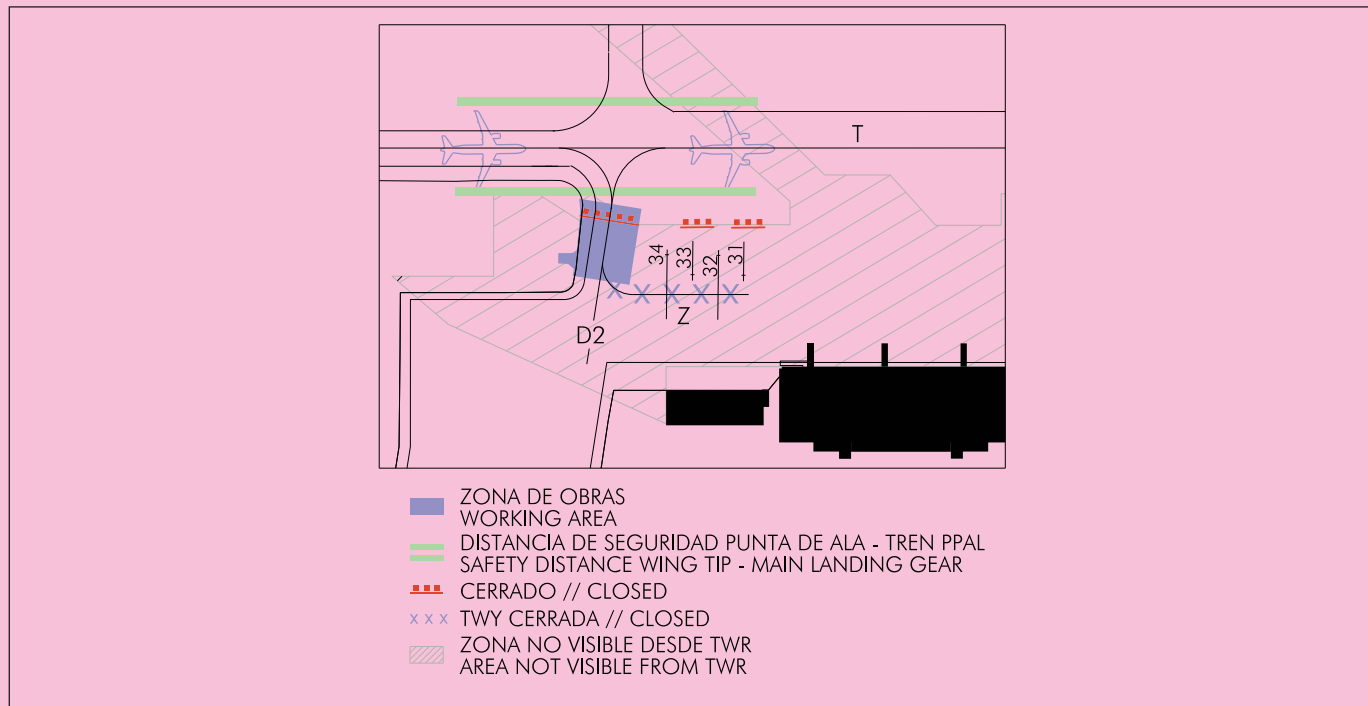 T
34
33
32
31
Z
D2
ZONA DE OBRAS
WORKING AREA
DISTANCIA DE SEGURIDAD PUNTA DE ALA - TREN PPAL
SAFETY DISTANCE WING TIP - MAIN LANDING GEAR
CERRADO // CLOSED
x x x TWY CERRADA // CLOSED
ZONA NO VISIBLE DESDE TWR
AREA NOT VISIBLE FROM TWR